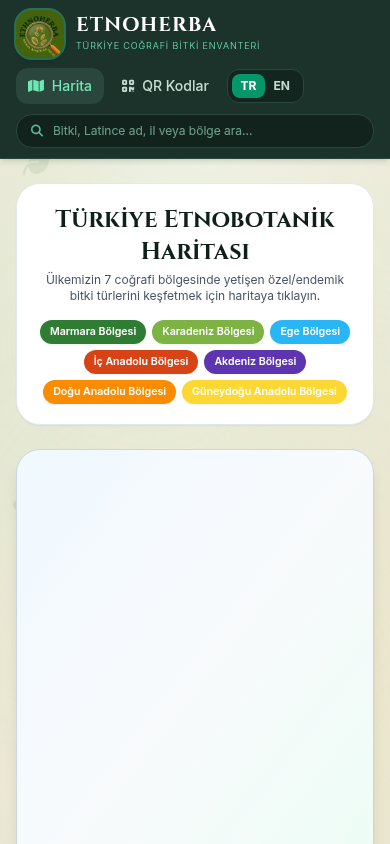 ETNOHERBA
TÜRKİYE COĞRAFİ BİTKİ ENVANTERİ
Harita
QR Kodlar
TR
EN
Bitki, Latince ad, il veya bölge ara...
Türkiye Etnobotanik
Haritası
Ülkemizin 7 coğrafi bölgesinde yetişen özel/endemik
bitki türlerini keşfetmek için haritaya tıklayın.
Marmara Bölgesi
Karadeniz Bölgesi
Ege Bölgesi
İç Anadolu Bölgesi
Akdeniz Bölgesi
Doğu Anadolu Bölgesi
Güneydoğu Anadolu Bölgesi